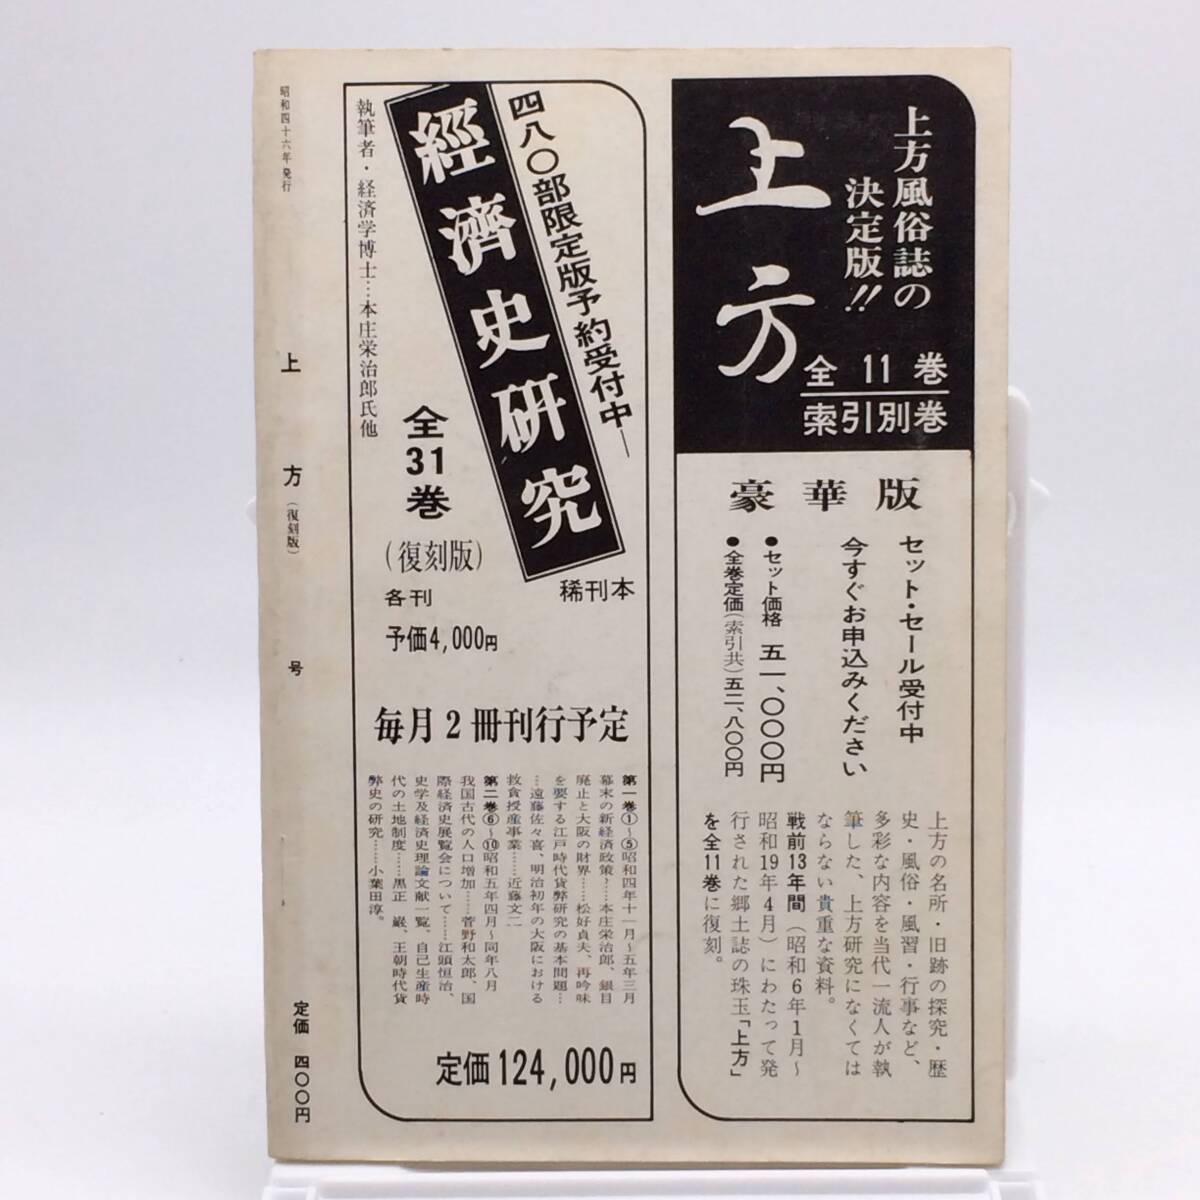 上方風俗誌の
決定版!!
上方
全11巻
索引別巻
豪華版
セット・セール受付中
今すぐお申込みください
●セット価格 五一、〇〇〇円
●全巻定価(索引共)五二、八〇〇円
上方の名所・旧跡の探究・歴
史・風俗・風習・行事など、
多彩な内容を当代一流人が執
筆した、上方研究になくては
ならない貴重な資料。
戦前13年間(昭和6年1月〜
昭和19年4月)にわたって発
行された郷土誌の珠玉「上方」
を全11巻に復刻。
四八〇部限定版予約受付中―
經濟史研究
稀刊本
執筆者・経済学博士…本庄栄治郎氏他
全31巻
(復刻版)
各刊
予価4,000円
毎月2冊刊行予定
第一巻①〜⑤昭和四年十一月〜五年三月
幕末の新経済政策……本庄栄治郎、銀目
廃止と大阪の財界……松好貞夫、再吟味
を要する江戸時代貨弊研究の基本問題…
…遠藤佐々喜、明治初年の大阪における
救貪授産事業……近藤文二
第二巻⑥〜⑩昭和五年四月〜同年八月
我国古代の人口増加……菅野和太郎、国
際経済史展覧会について……江頭恒治、
史学及経済史理論文献一覧、自己生産時
代の土地制度……黒正 巌、王朝時代貨
弊史の研究………小葉田淳。
定価124,000円
昭和四十六年発行
上方(復刻版) 号
定価 四〇〇円